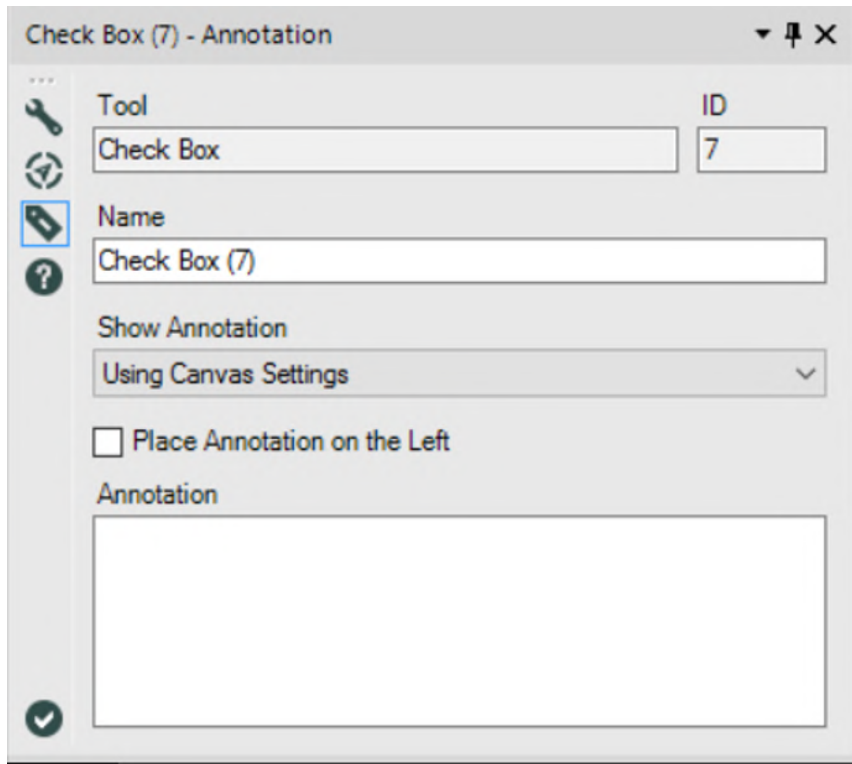 Check Box (7) - Annotation
Tool
ID
Check Box
7
Name
Check Box (7)
Show Annotation
Using Canvas Settings
Place Annotation on the Left
Annotation